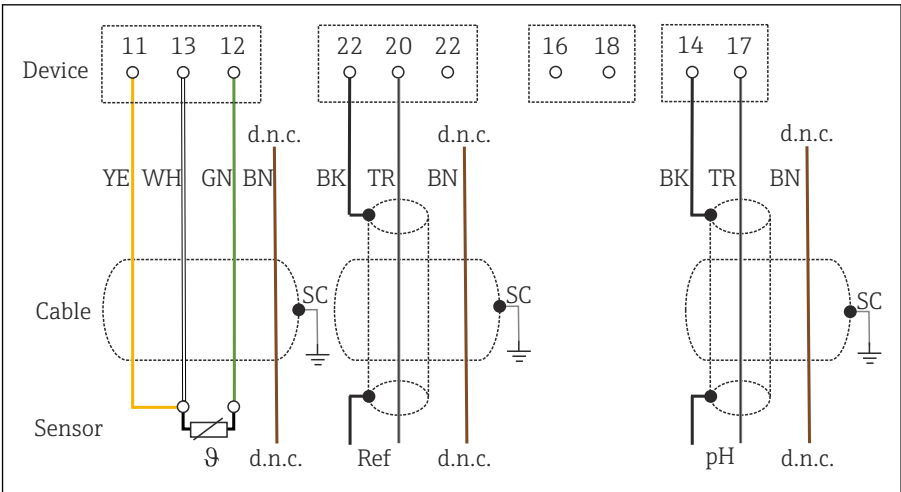 11 13 12 22 20 22 16 18 14 17
Device
d.n.c. d.n.c. d.n.c.
YE WH GN BN BK TR BN BK TR BN
SC SC SC
Cable
Sensor
ϑ d.n.c. Ref d.n.c. pH d.n.c.